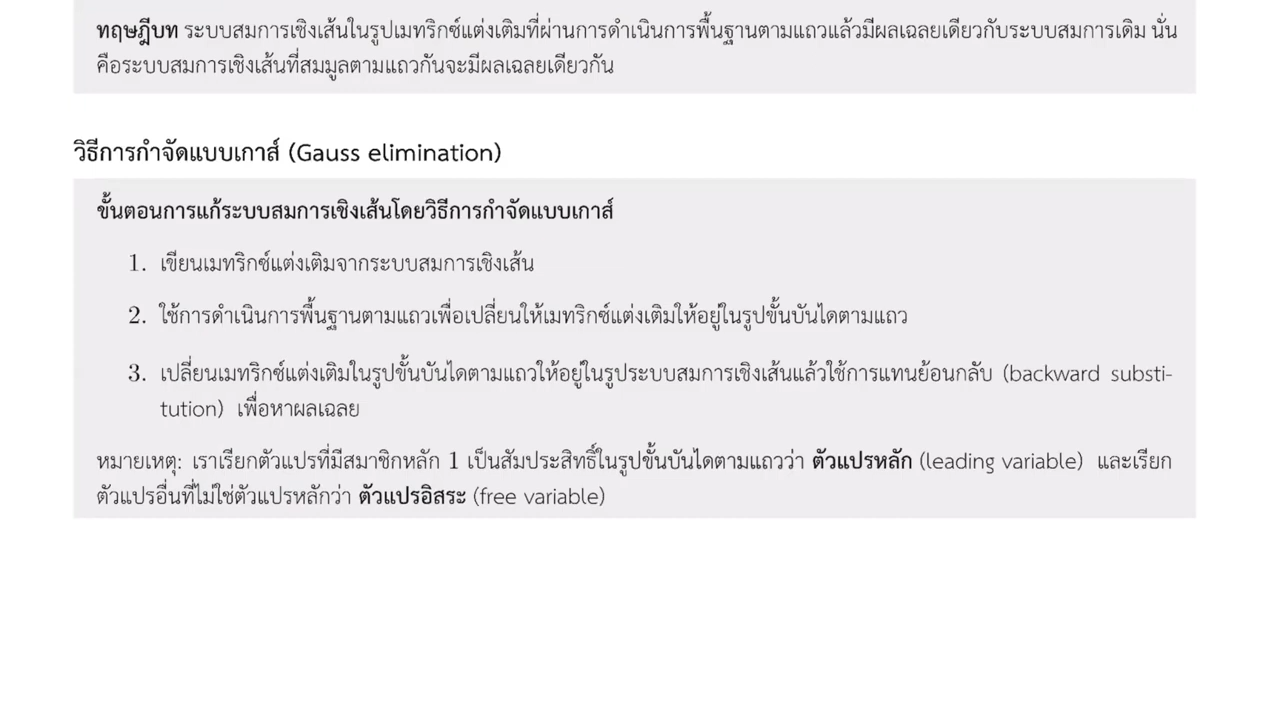 ทฤษฎีบท ระบบสมการเชิงเส้นในรูปเมทริกซ์แต่งเติมที่ผ่านการดำเนินการพื้นฐานตามแถวแล้วมีผลเฉลยเดียวกับระบบสมการเดิม นั่น
คือระบบสมการเชิงเส้นที่สมมูลตามแถวกันจะมีผลเฉลยเดียวกัน
วิธีการกำจัดแบบเกาส์ (Gauss elimination)
ขั้นตอนการแก้ระบบสมการเชิงเส้นโดยวิธีการกำจัดแบบเกาส์
1. เขียนเมทริกซ์แต่งเติมจากระบบสมการเชิงเส้น
2. ใช้การดำเนินการพื้นฐานตามแถวเพื่อเปลี่ยนให้เมทริกซ์แต่งเติมให้อยู่ในรูปขั้นบันไดตามแถว
3. เปลี่ยนเมทริกซ์แต่งเติมในรูปขั้นบันไดตามแถวให้อยู่ในรูประบบสมการเชิงเส้นแล้วใช้การแทนย้อนกลับ (backward substi-
tution) เพื่อหาผลเฉลย
หมายเหตุ: เราเรียกตัวแปรที่มีสมาชิกหลัก 1 เป็นสัมประสิทธิ์ในรูปขั้นบันไดตามแถวว่า ตัวแปรหลัก (leading variable) และเรียก
ตัวแปรอื่นที่ไม่ใช่ตัวแปรหลักว่า ตัวแปรอิสระ (free variable)